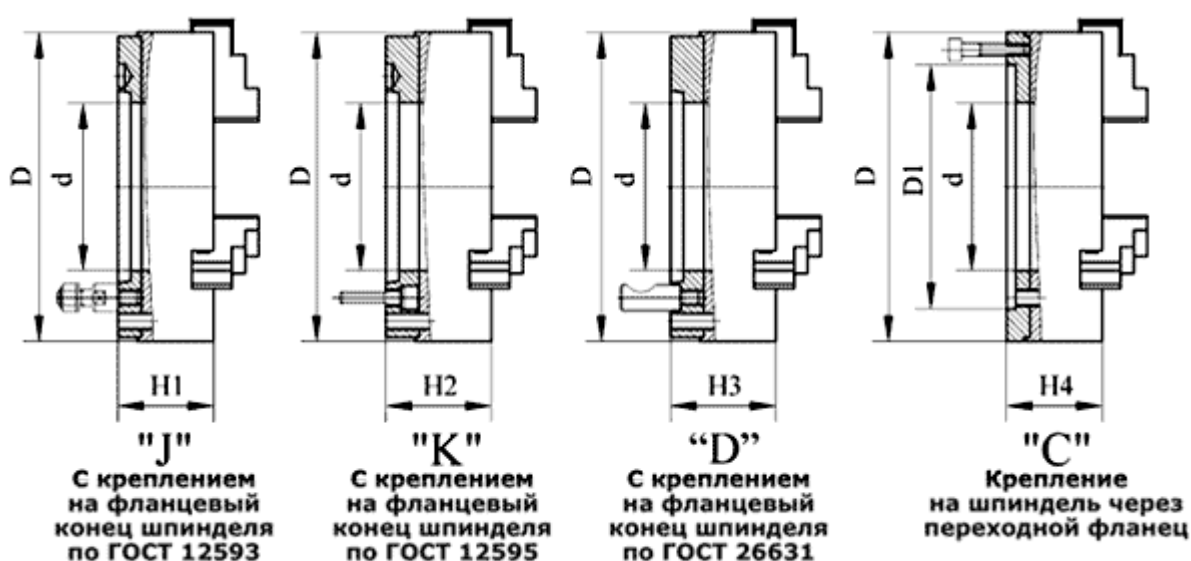 D
d
H1
"J"
С креплением
на фланцевый
конец шпинделя
по ГОСТ 12593
D
d
H2
"K"
С креплением
на фланцевый
конец шпинделя
по ГОСТ 12595
D
d
H3
“D”
С креплением
на фланцевый
конец шпинделя
по ГОСТ 26631
D
D1
d
H4
"C"
Крепление
на шпиндель через
переходной фланец